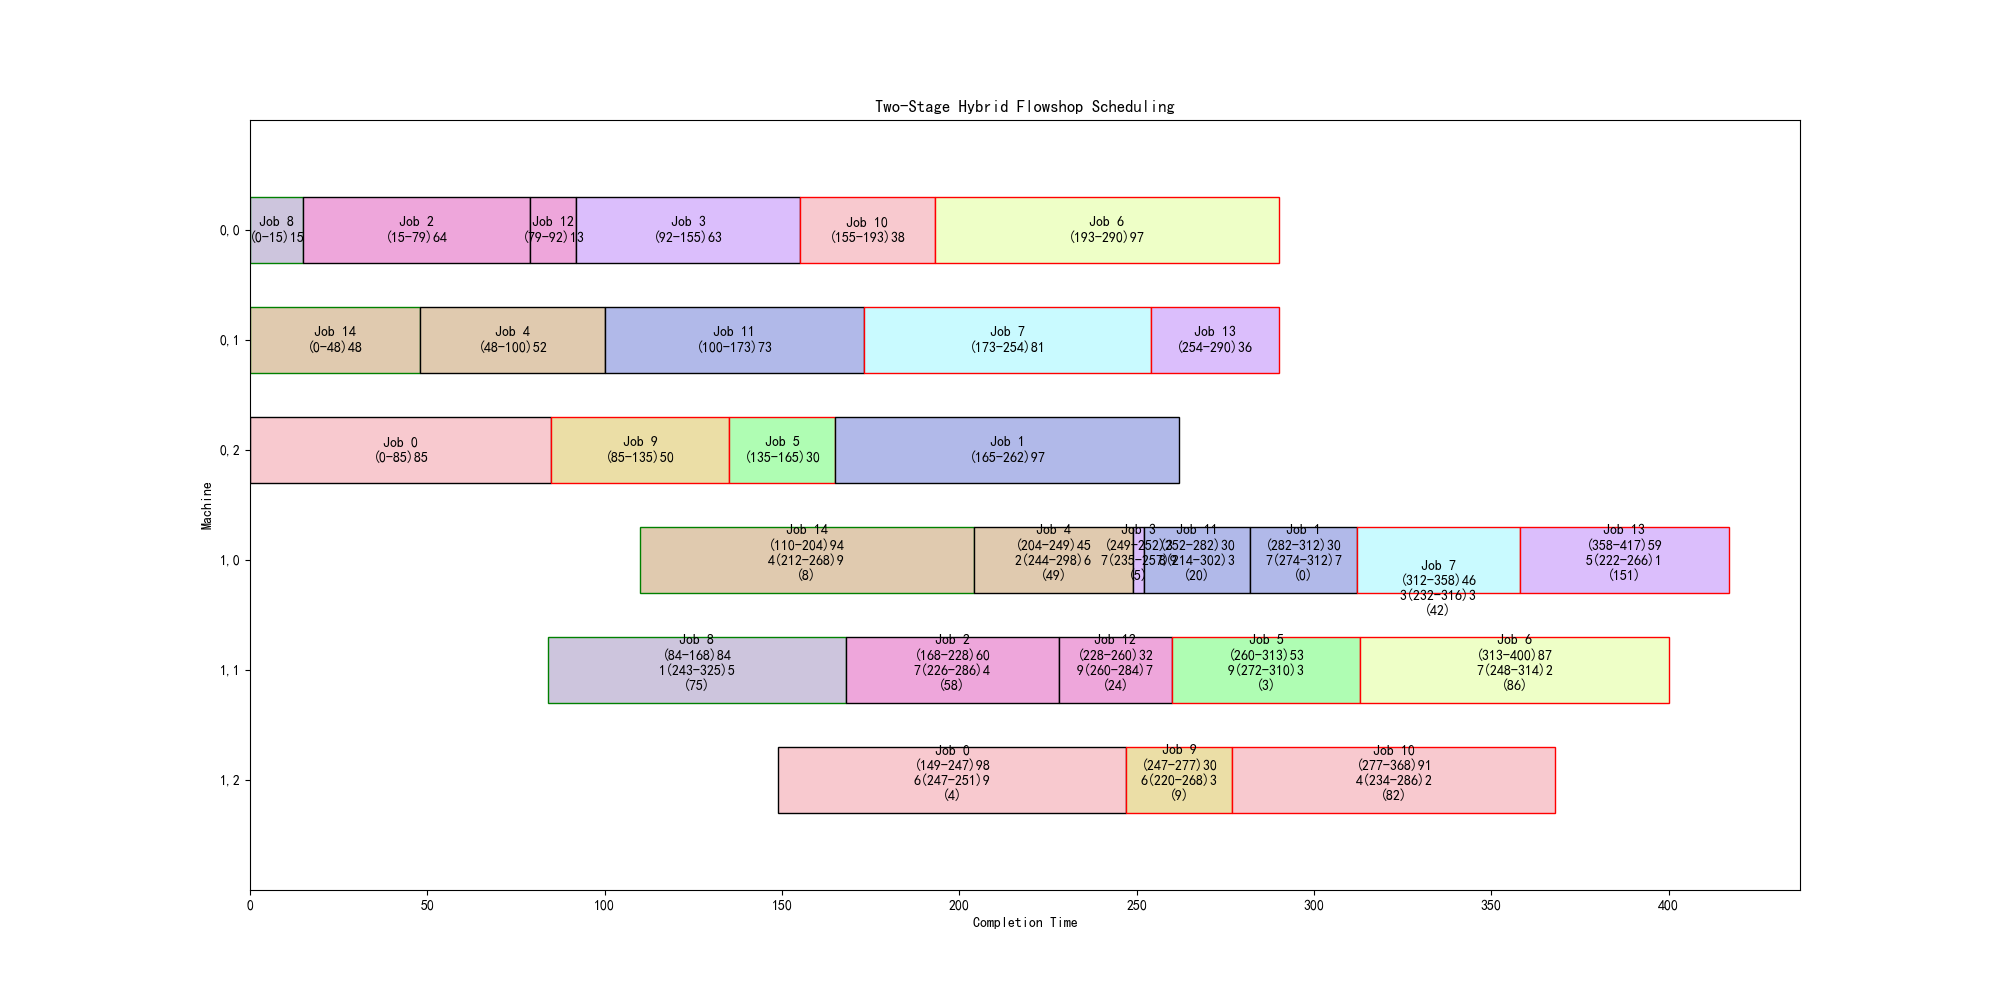 Two-Stage Hybrid Flowshop Scheduling
0,0
Job 8
(0-15)15
Job 2
(15-79)64
Job 12
(79-92)13
Job 3
(92-155)63
Job 10
(155-193)38
Job 6
(193-290)97
0,1
Job 14
(0-48)48
Job 4
(48-100)52
Job 11
(100-173)73
Job 7
(173-254)81
Job 13
(254-290)36
0,2
Job 0
(0-85)85
Job 9
(85-135)50
Job 5
(135-165)30
Job 1
(165-262)97
Machine
1,0
Job 14
(110-204)94
4(212-268)9
(8)
Job 4
(204-249)45
2(244-298)6
(49)
Job 3
(249-252)3
7(235-257)9
(5)
Job 11
(252-282)30
(214-302)3
(20)
Job 1
(282-312)30
7(274-312)7
(0)
Job 7
(312-358)46
3(232-316)3
(42)
Job 13
(358-417)59
5(222-266)1
(151)
1,1
Job 8
(84-168)84
1(243-325)5
(75)
Job 2
(168-228)60
7(226-286)4
(58)
Job 12
(228-260)32
9(260-284)7
(24)
Job 5
(260-313)53
9(272-310)3
(3)
Job 6
(313-400)87
7(248-314)2
(86)
1,2
Job 0
(149-247)98
6(247-251)9
(4)
Job 9
(247-277)30
6(220-268)3
(9)
Job 10
(277-368)91
4(234-286)2
(82)
0
50
100
150
200
250
300
350
400
Completion Time